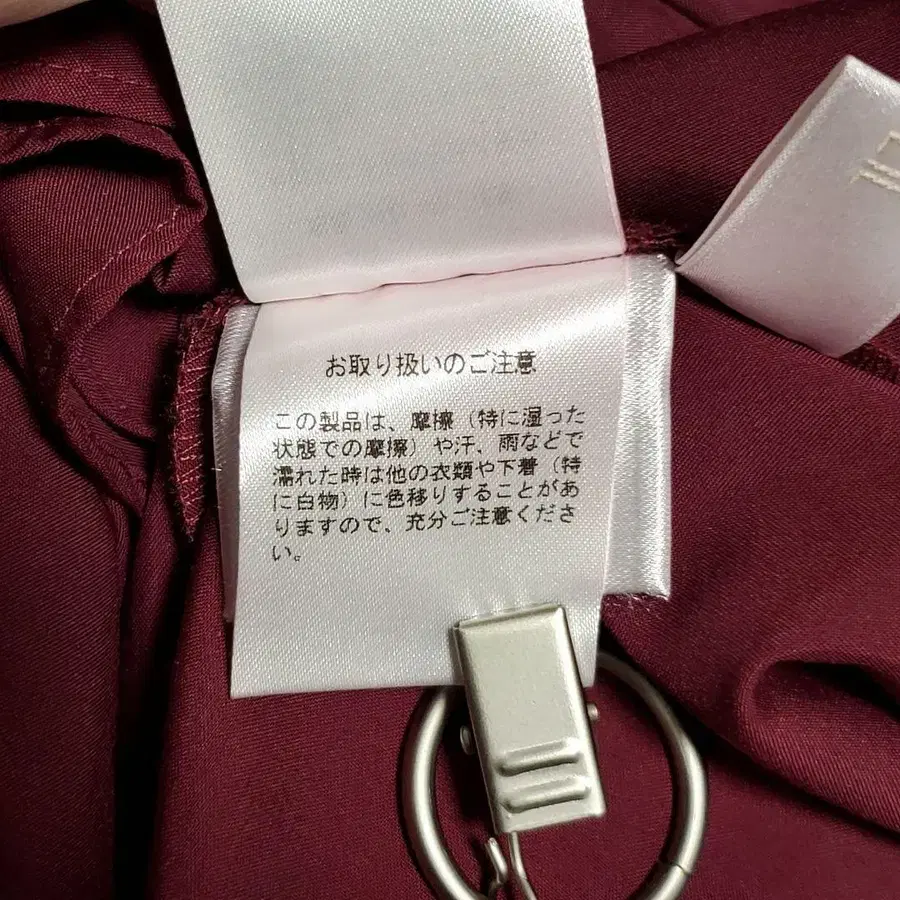 お取り扱いのご注意
この製品は、摩擦（特に湿った
状態での摩擦）や汗、雨などで
濡れた時は他の衣類や下着（特
に白物）に色移りすることがあ
りますので、充分ご注意くださ
い。